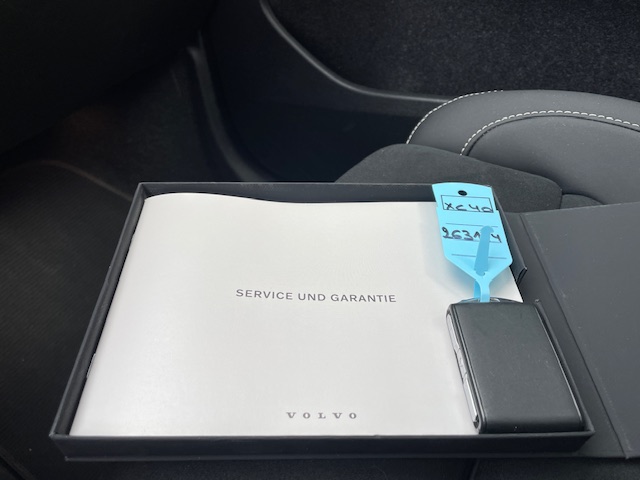 XC40
SERVICE UND GARANTIE
VOLVO